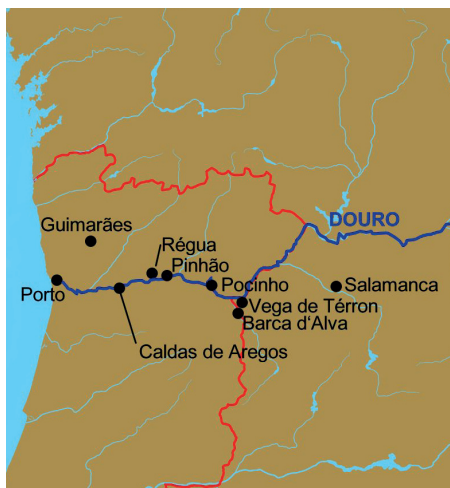 DOURO
Guimarães
Régua
Pinhão
Pocinho
Salamanca
Porto
Vega de Térron
Barca d'Alva
Caldas de Aregos